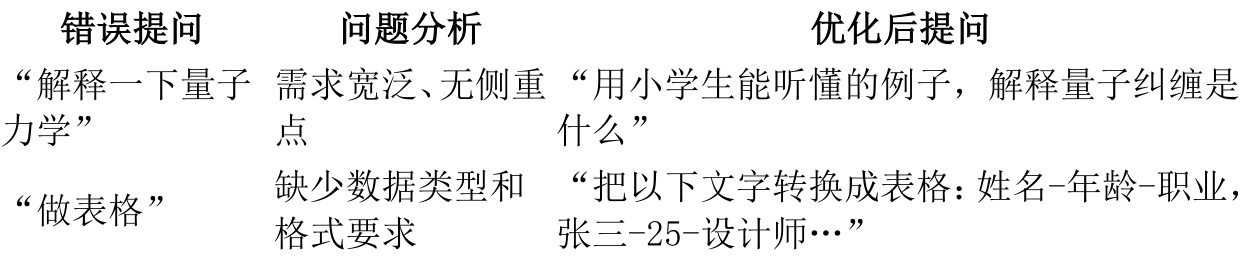 错误提问 问题分析 优化后提问
“解释一下量子 需求宽泛、无侧重 “用小学生能听懂的例子，解释量子纠缠是
力学” 点 什么”
“做表格” 缺少数据类型和 “把以下文字转换成表格：姓名-年龄-职业，
格式要求 张三-25-设计师…”